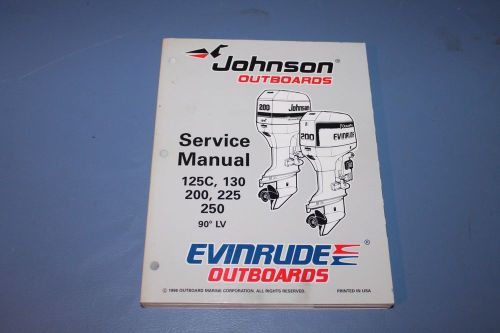 Johnson®
OUTBOARDS
Service
Manual
125C, 130
200, 225
250
90° LV
200 Johnson
200 EVINRUDE
EVINRUDE®
OUTBOARDS
© 1996 OUTBOARD MARINE CORPORATION, ALL RIGHTS RESERVED. PRINTED IN USA